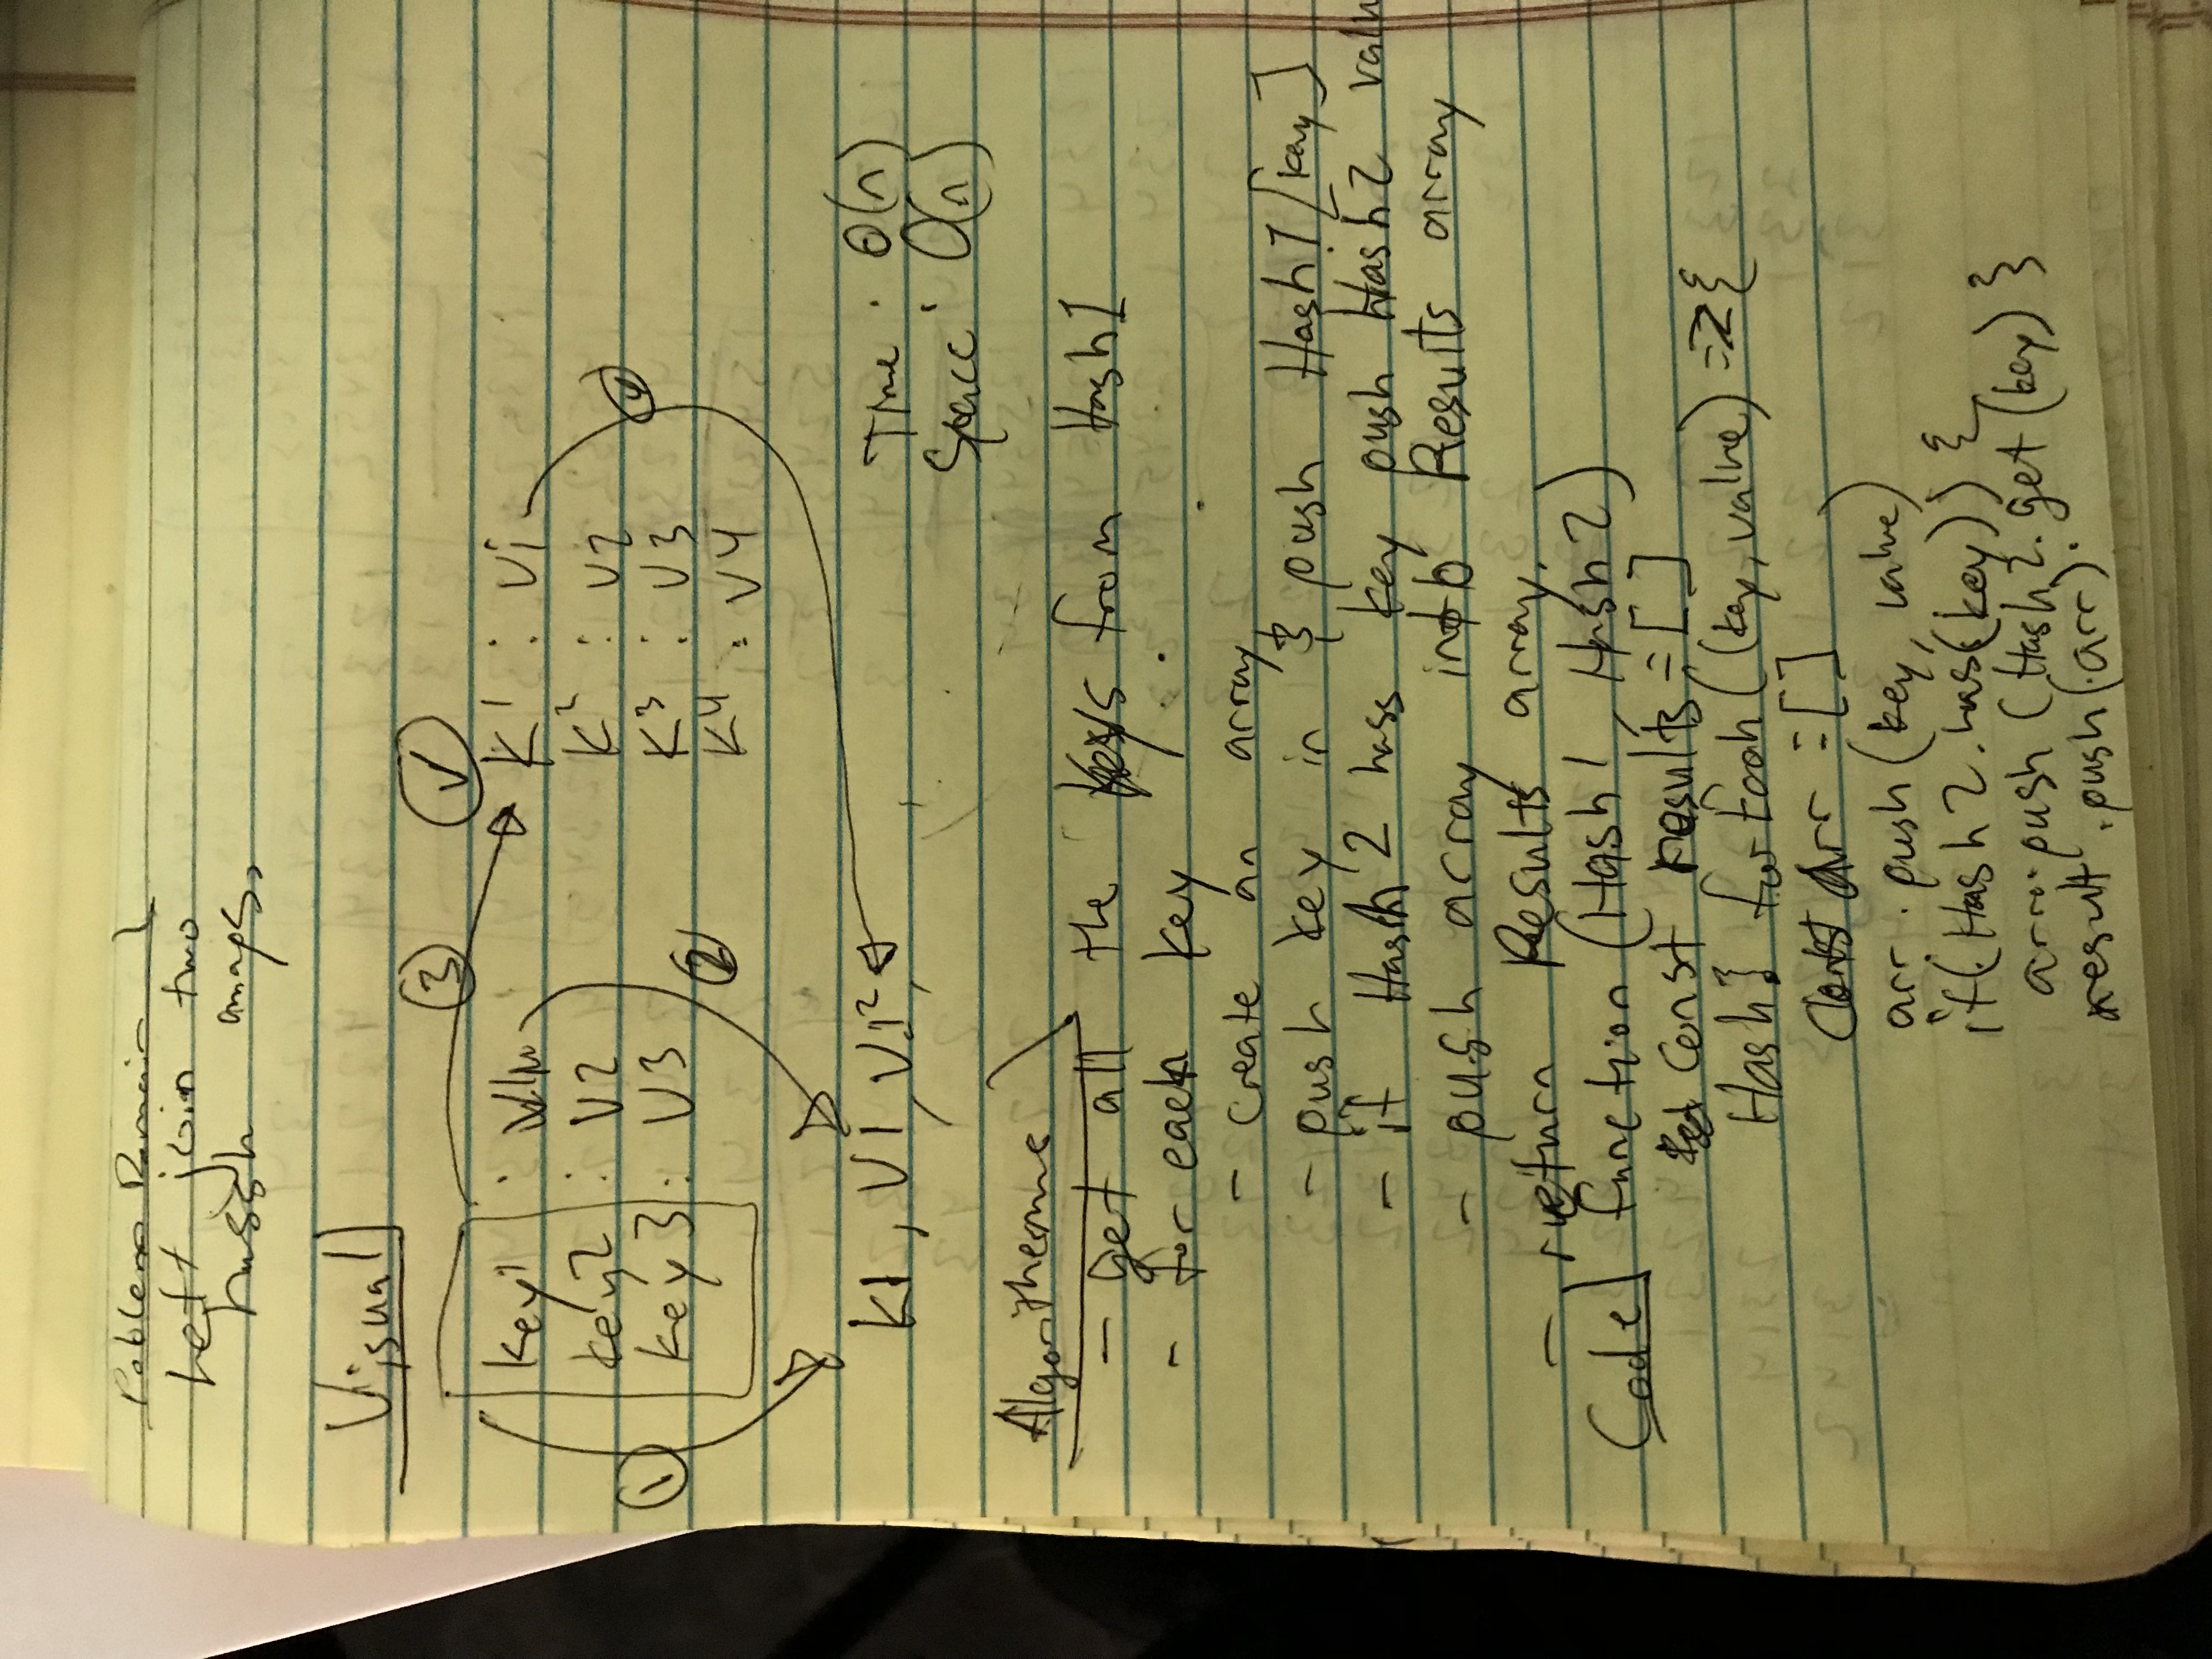 Problem Domain
Left join two
hassh maps,
Visual
3 ✓
key1 : V1
key2 : V2
key3 : V3
K1 : V1
K2 : V2
K3 : V3
K4 : V4
1
2
4
K1, V1, V1²,
Time : O(n)
Space : O(n)
Algorithemms
- get all the keys from Hash1
- for each key
- create an array,
- push key in & push Hash1[key]
- if Hash2 hass key push Hash2 valu
- push array into Results array
- return Results array.
Code function (Hash1, Hash2)
const results = []
Hash1 forEach((key, value) => {
const Arr = []
arr.push(key, value)
if(Hash2.has(key)) {
arr.push(Hash2.get(key) }
result.push(arr).